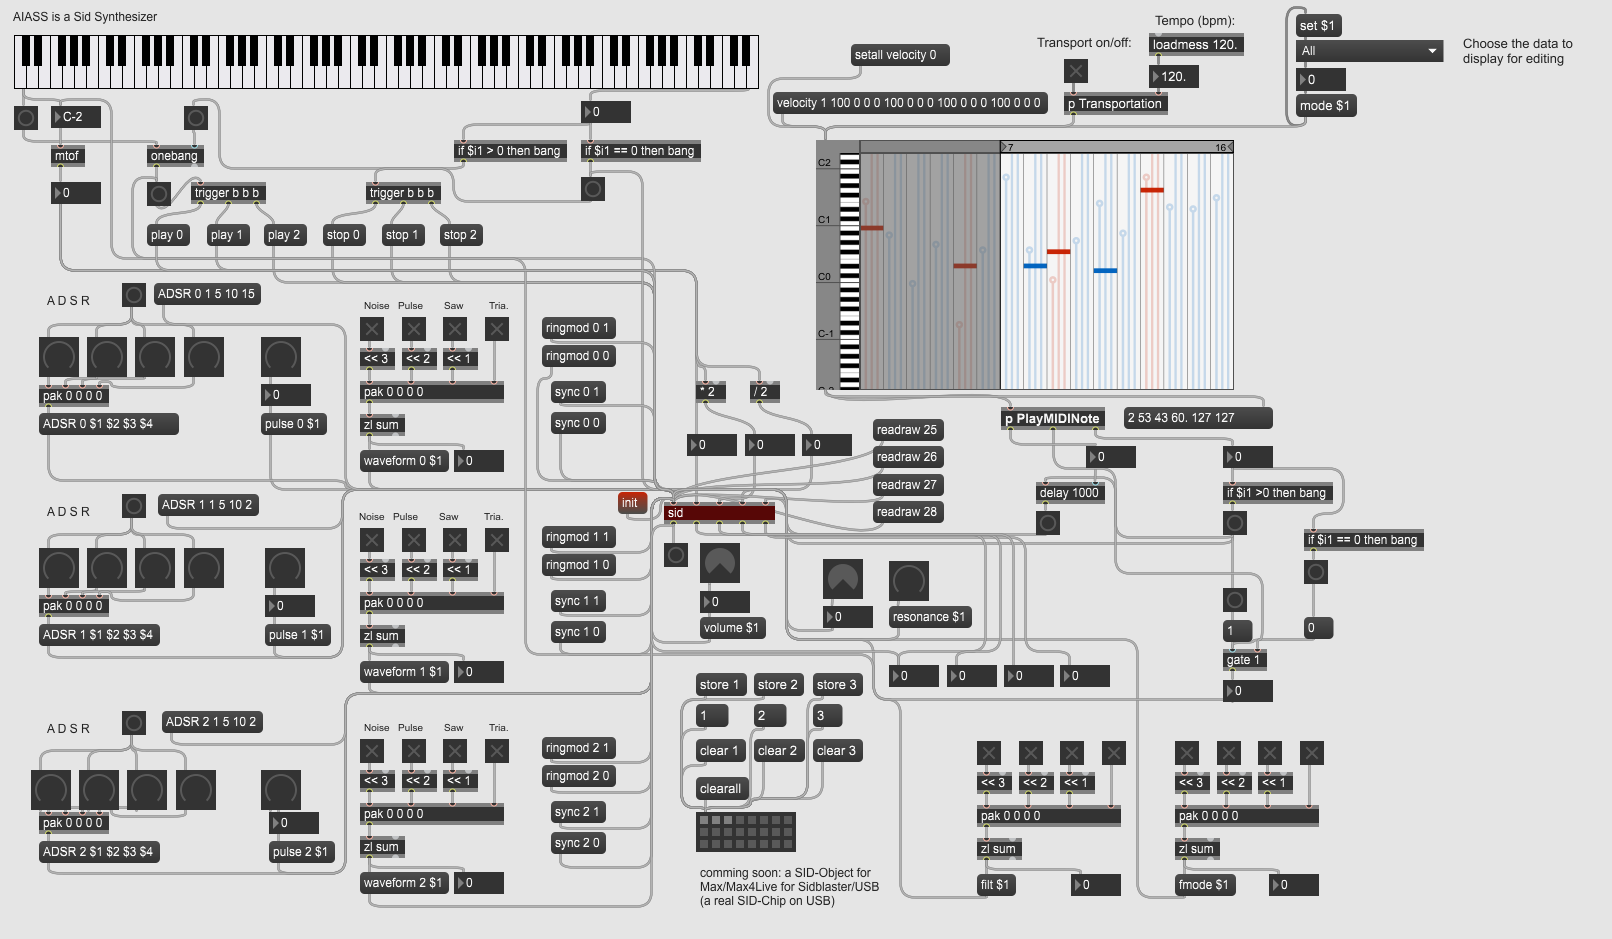 AIASS is a Sid Synthesizer
Tempo (bpm):
Transport on/off:
loadmess 120.
set $1
All
Choose the data to
display for editing
setall velocity 0
120.
0
velocity 1 100 0 0 0 100 0 0 0 100 0 0 0 100 0 0 0
p Transportation
mode $1
C-2
0
mtof
onebang
if $i1 > 0 then bang
if $i1 == 0 then bang
7
16
C2
0
trigger b b b
trigger b b b
C1
play 0
play 1
play 2
stop 0
stop 1
stop 2
C0
A D S R
ADSR 0 1 5 10 15
Noise
Pulse
Saw
Tria.
ringmod 0 1
C-1
<< 3
<< 2
<< 1
ringmod 0 0
pak 0 0 0 0
0
pak 0 0 0 0
sync 0 1
* 2
/ 2
ADSR 0 $1 $2 $3 $4
pulse 0 $1
zl sum
sync 0 0
p PlayMIDINote
2 53 43 60. 127 127
readraw 25
0
0
0
waveform 0 $1
0
readraw 26
0
0
readraw 27
delay 1000
if $i1 >0 then bang
A D S R
ADSR 1 1 5 10 2
init
sid
readraw 28
Noise
Pulse
Saw
Tria.
ringmod 1 1
if $i1 == 0 then bang
<< 3
<< 2
<< 1
ringmod 1 0
pak 0 0 0 0
0
pak 0 0 0 0
sync 1 1
0
0
resonance $1
ADSR 1 $1 $2 $3 $4
pulse 1 $1
zl sum
sync 1 0
volume $1
1
0
gate 1
waveform 1 $1
0
0
0
0
0
0
store 1
store 2
store 3
A D S R
ADSR 2 1 5 10 2
1
2
3
Noise
Pulse
Saw
Tria.
ringmod 2 1
clear 1
clear 2
clear 3
<< 3
<< 2
<< 1
ringmod 2 0
clearall
<< 3
<< 2
<< 1
<< 3
<< 2
<< 1
pak 0 0 0 0
0
pak 0 0 0 0
sync 2 1
pak 0 0 0 0
pak 0 0 0 0
ADSR 2 $1 $2 $3 $4
pulse 2 $1
zl sum
sync 2 0
zl sum
zl sum
waveform 2 $1
0
comming soon: a SID-Object for
Max/Max4Live for Sidblaster/USB
(a real SID-Chip on USB)
filt $1
0
fmode $1
0